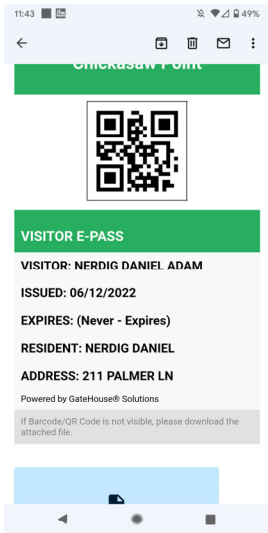 11:43
49%
Chickasaw Point
VISITOR E-PASS
VISITOR: NERDIG DANIEL ADAM
ISSUED: 06/12/2022
EXPIRES: (Never - Expires)
RESIDENT: NERDIG DANIEL
ADDRESS: 211 PALMER LN
Powered by GateHouse® Solutions
If Barcode/QR Code is not visible, please download the
attached file.